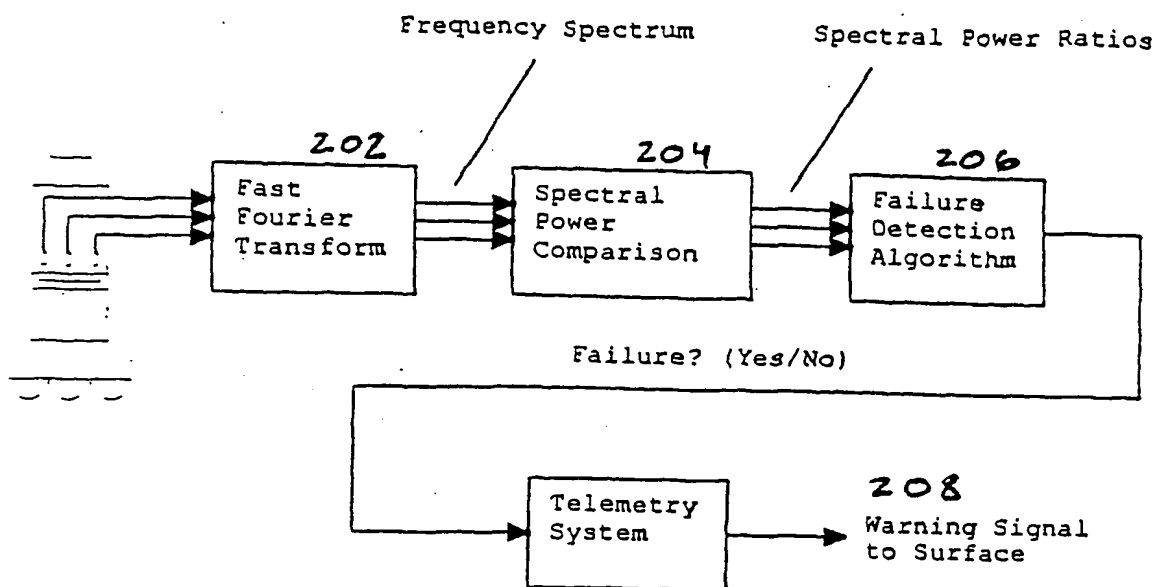 Frequency Spectrum
Spectral Power Ratios
202
204
206
Fast
Fourier
Transform
Spectral
Power
Comparison
Failure
Detection
Algorithm
Failure? (Yes/No)
Telemetry
System
208
Warning Signal
to Surface